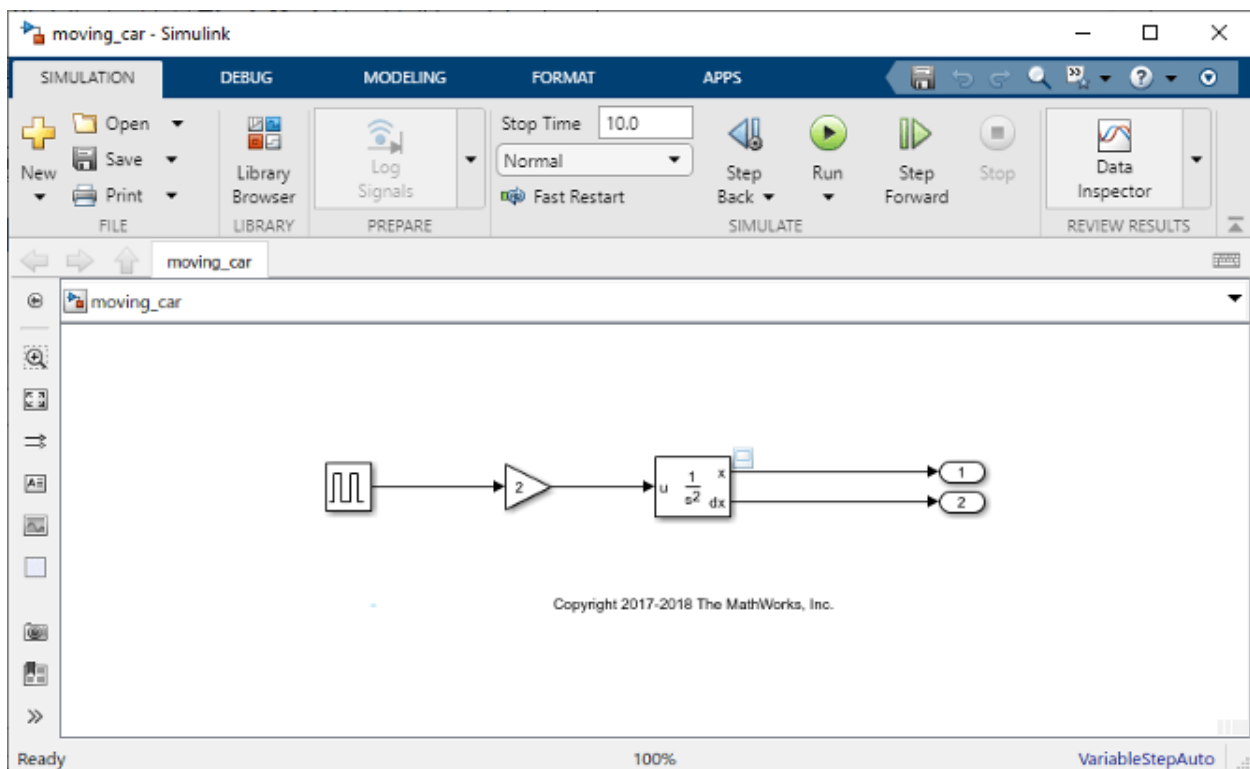 moving_car - Simulink
SIMULATION DEBUG MODELING FORMAT APPS
New
Open
Save
Print
FILE
Library
Browser
LIBRARY
Log
Signals
PREPARE
Stop Time 10.0
Normal
Fast Restart
Step
Back
Run
Step
Forward
Stop
SIMULATE
Data
Inspector
REVIEW RESULTS
moving_car
moving_car
2
u
1
s2
x
dx
1
2
Copyright 2017-2018 The MathWorks, Inc.
Ready 100% VariableStepAuto